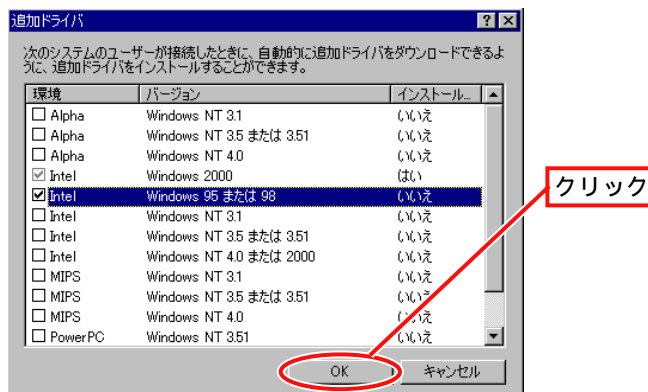 追加ドライバ
次のシステムのユーザーが接続したときに、自動的に追加ドライバをダウンロードできるよ
うに、追加ドライバをインストールすることができます。
環境 バージョン インストール...
Alpha Windows NT 3.1 いいえ
Alpha Windows NT 3.5 または 3.51 いいえ
Alpha Windows NT 4.0 いいえ
Intel Windows 2000 はい
Intel Windows 95 または 98 いいえ
Intel Windows NT 3.1 いいえ
Intel Windows NT 3.5 または 3.51 いいえ
Intel Windows NT 4.0 または 2000 いいえ
MIPS Windows NT 3.1 いいえ
MIPS Windows NT 3.5 または 3.51 いいえ
MIPS Windows NT 4.0 いいえ
PowerPC Windows NT 3.51 いいえ
クリック
OK キャンセル